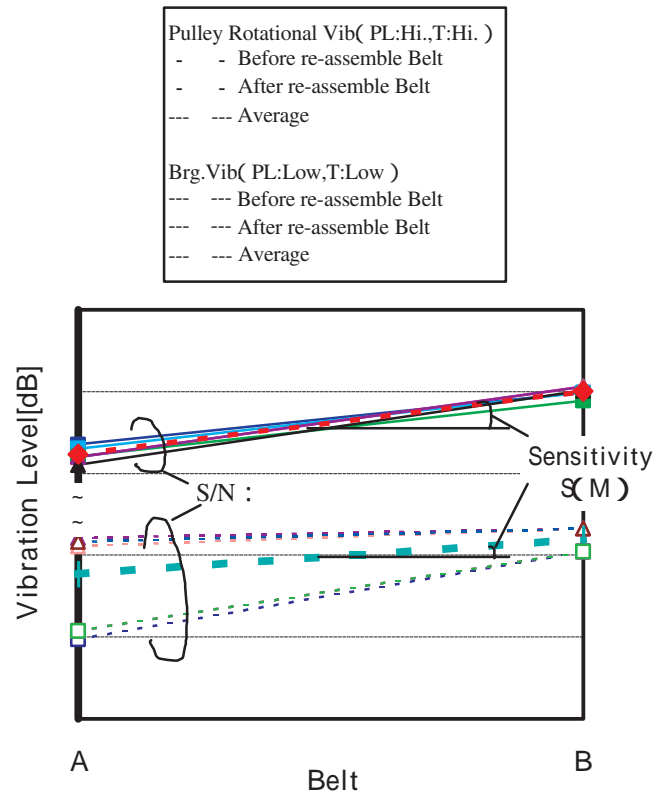 Pulley Rotational Vib( PL:Hi.,T:Hi. )
- - Before re-assemble Belt
- - After re-assemble Belt
--- --- Average
Brg.Vib( PL:Low,T:Low )
--- --- Before re-assemble Belt
--- --- After re-assemble Belt
--- --- Average
Vibration Level[dB]
~
~
S/N :
Sensitivity
S( M )
A
B
Belt